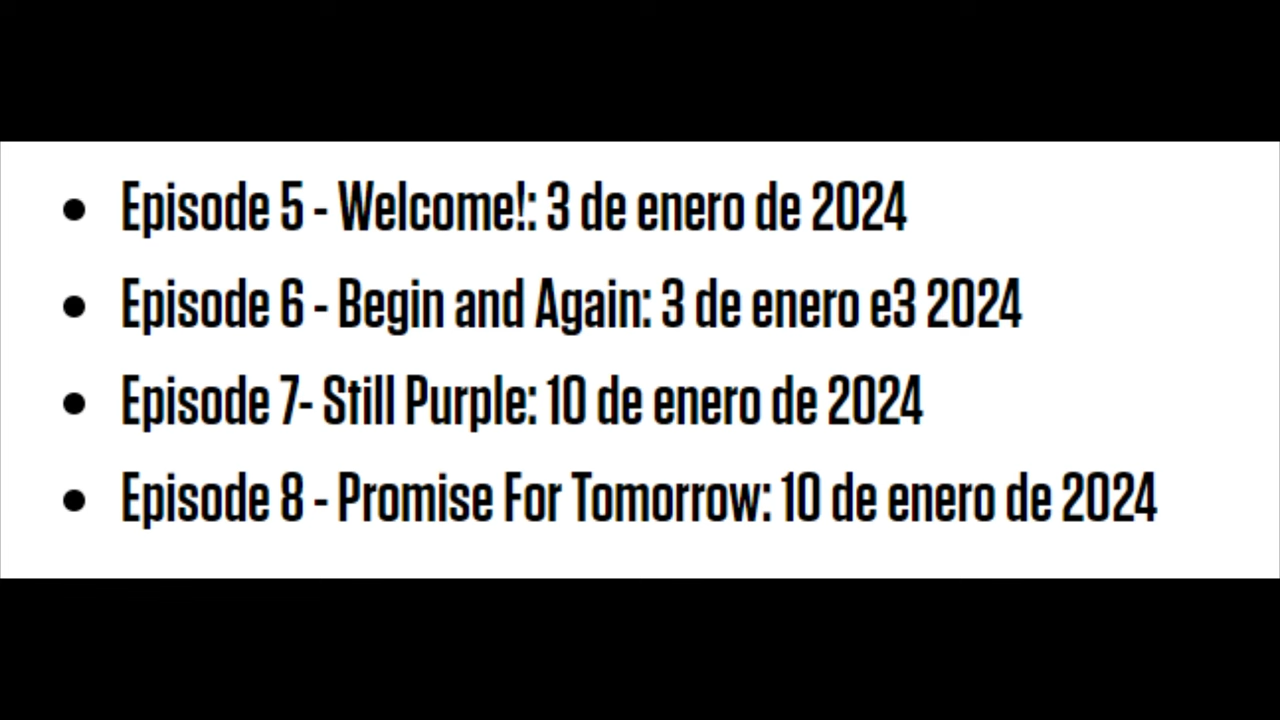 • Episode 5 - Welcome!: 3 de enero de 2024
• Episode 6 - Begin and Again: 3 de enero e3 2024
• Episode 7- Still Purple: 10 de enero de 2024
• Episode 8 - Promise For Tomorrow: 10 de enero de 2024